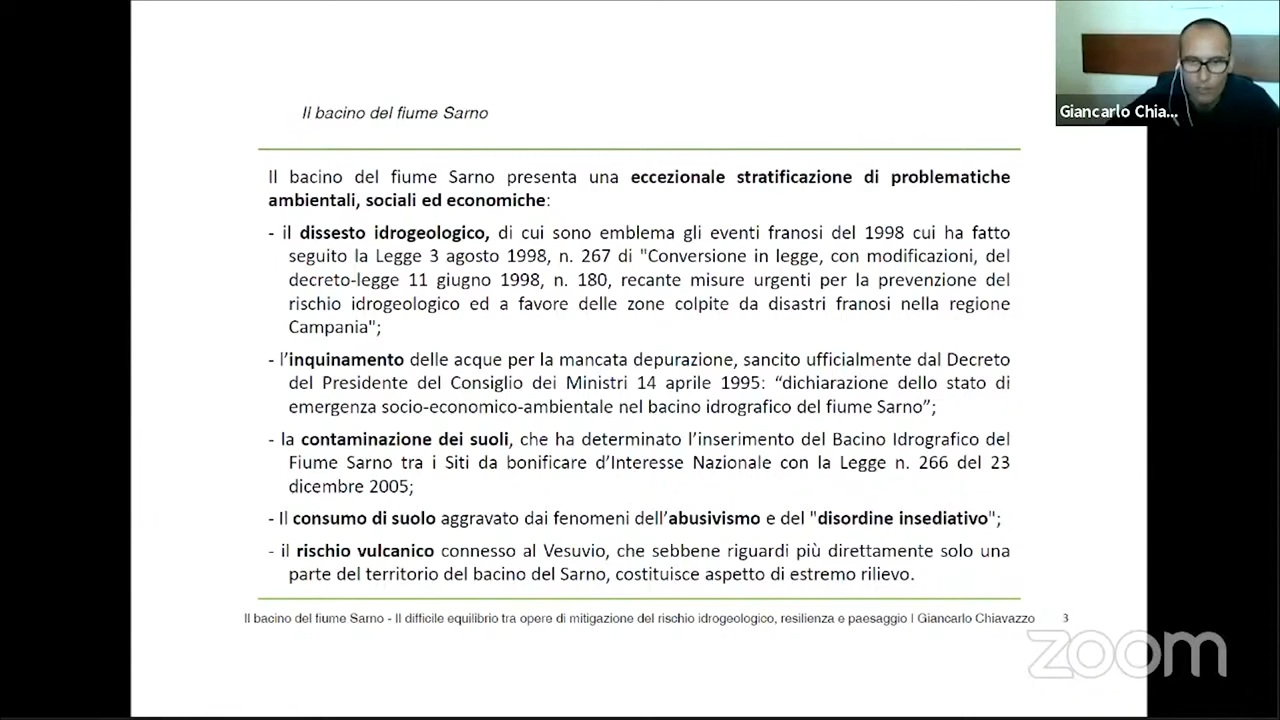 Il bacino del fiume Sarno
Giancarlo Chia...
Il bacino del fiume Sarno presenta una eccezionale stratificazione di problematiche
ambientali, sociali ed economiche:
- il dissesto idrogeologico, di cui sono emblema gli eventi franosi del 1998 cui ha fatto
seguito la Legge 3 agosto 1998, n. 267 di "Conversione in legge, con modificazioni, del
decreto-legge 11 giugno 1998, n. 180, recante misure urgenti per la prevenzione del
rischio idrogeologico ed a favore delle zone colpite da disastri franosi nella regione
Campania";
- l’inquinamento delle acque per la mancata depurazione, sancito ufficialmente dal Decreto
del Presidente del Consiglio dei Ministri 14 aprile 1995: “dichiarazione dello stato di
emergenza socio-economico-ambientale nel bacino idrografico del fiume Sarno”;
- la contaminazione dei suoli, che ha determinato l’inserimento del Bacino Idrografico del
Fiume Sarno tra i Siti da bonificare d’Interesse Nazionale con la Legge n. 266 del 23
dicembre 2005;
- Il consumo di suolo aggravato dai fenomeni dell’abusivismo e del "disordine insediativo";
- il rischio vulcanico connesso al Vesuvio, che sebbene riguardi più direttamente solo una
parte del territorio del bacino del Sarno, costituisce aspetto di estremo rilievo.
Il bacino del fiume Sarno - Il difficile equilibrio tra opere di mitigazione del rischio idrogeologico, resilienza e paesaggio I Giancarlo Chiavazzo 3
zoom